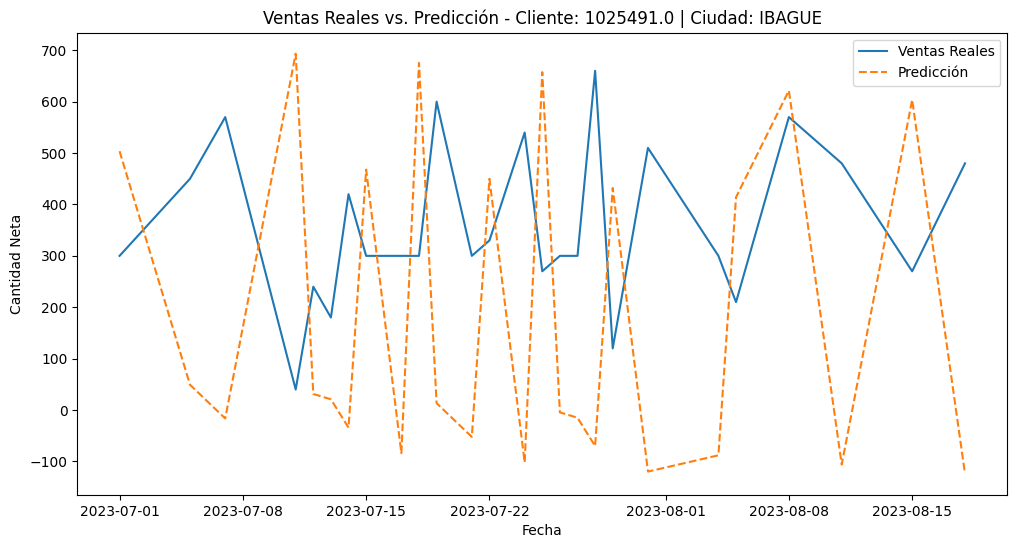 Ventas Reales vs. Predicción - Cliente: 1025491.0 | Ciudad: IBAGUE
Ventas Reales
Predicción
Cantidad Neta
700
600
500
400
300
200
100
0
−100
2023-07-01 2023-07-08 2023-07-15 2023-07-22 2023-08-01 2023-08-08 2023-08-15
Fecha